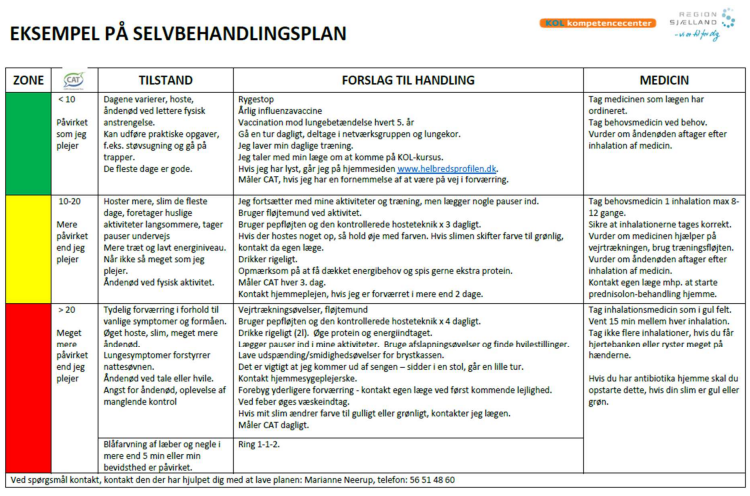 EKSEMPEL PÅ SELVBEHANDLINGSPLAN
KOL kompetencecenter
REGION
SJÆLLAND
- vi er til for dig
ZONE
CAT
TILSTAND
FORSLAG TIL HANDLING
MEDICIN
< 10
Påvirket
som jeg
plejer
Dagene varierer, hoste,
åndenød ved lettere fysisk
anstrengelse.
Kan udføre praktiske opgaver,
f.eks. støvsugning og gå på
trapper.
De fleste dage er gode.
Rygestop
Årlig influenzavaccine
Vaccination mod lungebetændelse hvert 5. år
Gå en tur dagligt, deltage i netværksgruppen og lungekor.
Jeg laver min daglige træning.
Jeg taler med min læge om at komme på KOL-kursus.
Hvis jeg har lyst, går jeg på hjemmesiden www.helbredsprofilen.dk.
Måler CAT, hvis jeg har en fornemmelse af at være på vej i forværring.
Tag medicinen som lægen har
ordineret.
Tag behovsmedicin ved behov.
Vurder om åndenøden aftager efter
inhalation af medicin.
10-20
Mere
påvirket
end jeg
plejer
Hoster mere, slim de fleste
dage, foretager huslige
aktiviteter langsommere, tager
pauser undervejs
Mere træt og lavt energiniveau.
Når ikke så meget som jeg
plejer.
Åndenød ved fysisk aktivitet.
Jeg fortsætter med mine aktiviteter og træning, men lægger nogle pauser ind.
Bruger fløjtemund ved aktivitet.
Bruger pepfløjten og den kontrollerede hosteteknik x 3 dagligt.
Hvis der hostes noget op, så hold øje med farven. Hvis slimen skifter farve til grønlig,
kontakt da egen læge.
Drikker rigeligt.
Opmærksom på at få dækket energibehov og spis gerne ekstra protein.
Måler CAT hver 3. dag.
Kontakt hjemmeplejen, hvis jeg er forværret i mere end 2 dage.
Tag behovsmedicin 1 inhalation max 8-
12 gange.
Sikre at inhalationerne tages korrekt.
Vurder om medicinen hjælper på
vejrtrækningen, brug træningsfløjten.
Vurder om åndenøden aftager efter
inhalation af medicin.
Kontakt egen læge mhp. at starte
prednisolon-behandling hjemme.
> 20
Meget
mere
påvirket
end jeg
plejer
Tydelig forværring i forhold til
vanlige symptomer og formåen.
Øget hoste, slim, meget mere
åndenød.
Lungesymptomer forstyrrer
nattesøvnen.
Åndenød ved tale eller hvile.
Angst for åndenød, oplevelse af
manglende kontrol
Vejrtrækningsøvelser, fløjtemund
Bruger pepfløjten og den kontrollerede hosteteknik x 4 dagligt.
Drikke rigeligt (2l). Øge protein og energiindtaget.
Lægger pauser ind i mine aktiviteter. Bruge afslapningsøvelser og finde hvilestillinger.
Lave udspænding/smidighedsøvelser for brystkassen.
Det er vigtigt at jeg kommer ud af sengen – sidder i en stol, går en lille tur.
Kontakt hjemmesygeplejerske.
Forebyg yderligere forværring - kontakt egen læge ved først kommende lejlighed.
Ved feber øges væskeindtag.
Hvis mit slim ændrer farve til gulligt eller grønligt, kontakter jeg lægen.
Måler CAT dagligt.
Tag inhalationsmedicin som i gul felt.
Vent 15 min mellem hver inhalation.
Tag ikke flere inhalationer, hvis du får
hjertebanken eller ryster meget på
hænderne.
Hvis du har antibiotika hjemme skal du
opstarte dette, hvis din slim er gul eller
grøn.
Blåfarvning af læber og negle i
mere end 5 min eller min
bevidsthed er påvirket.
Ring 1-1-2.
Ved spørgsmål kontakt, kontakt den der har hjulpet dig med at lave planen: Marianne Neerup, telefon: 56 51 48 60